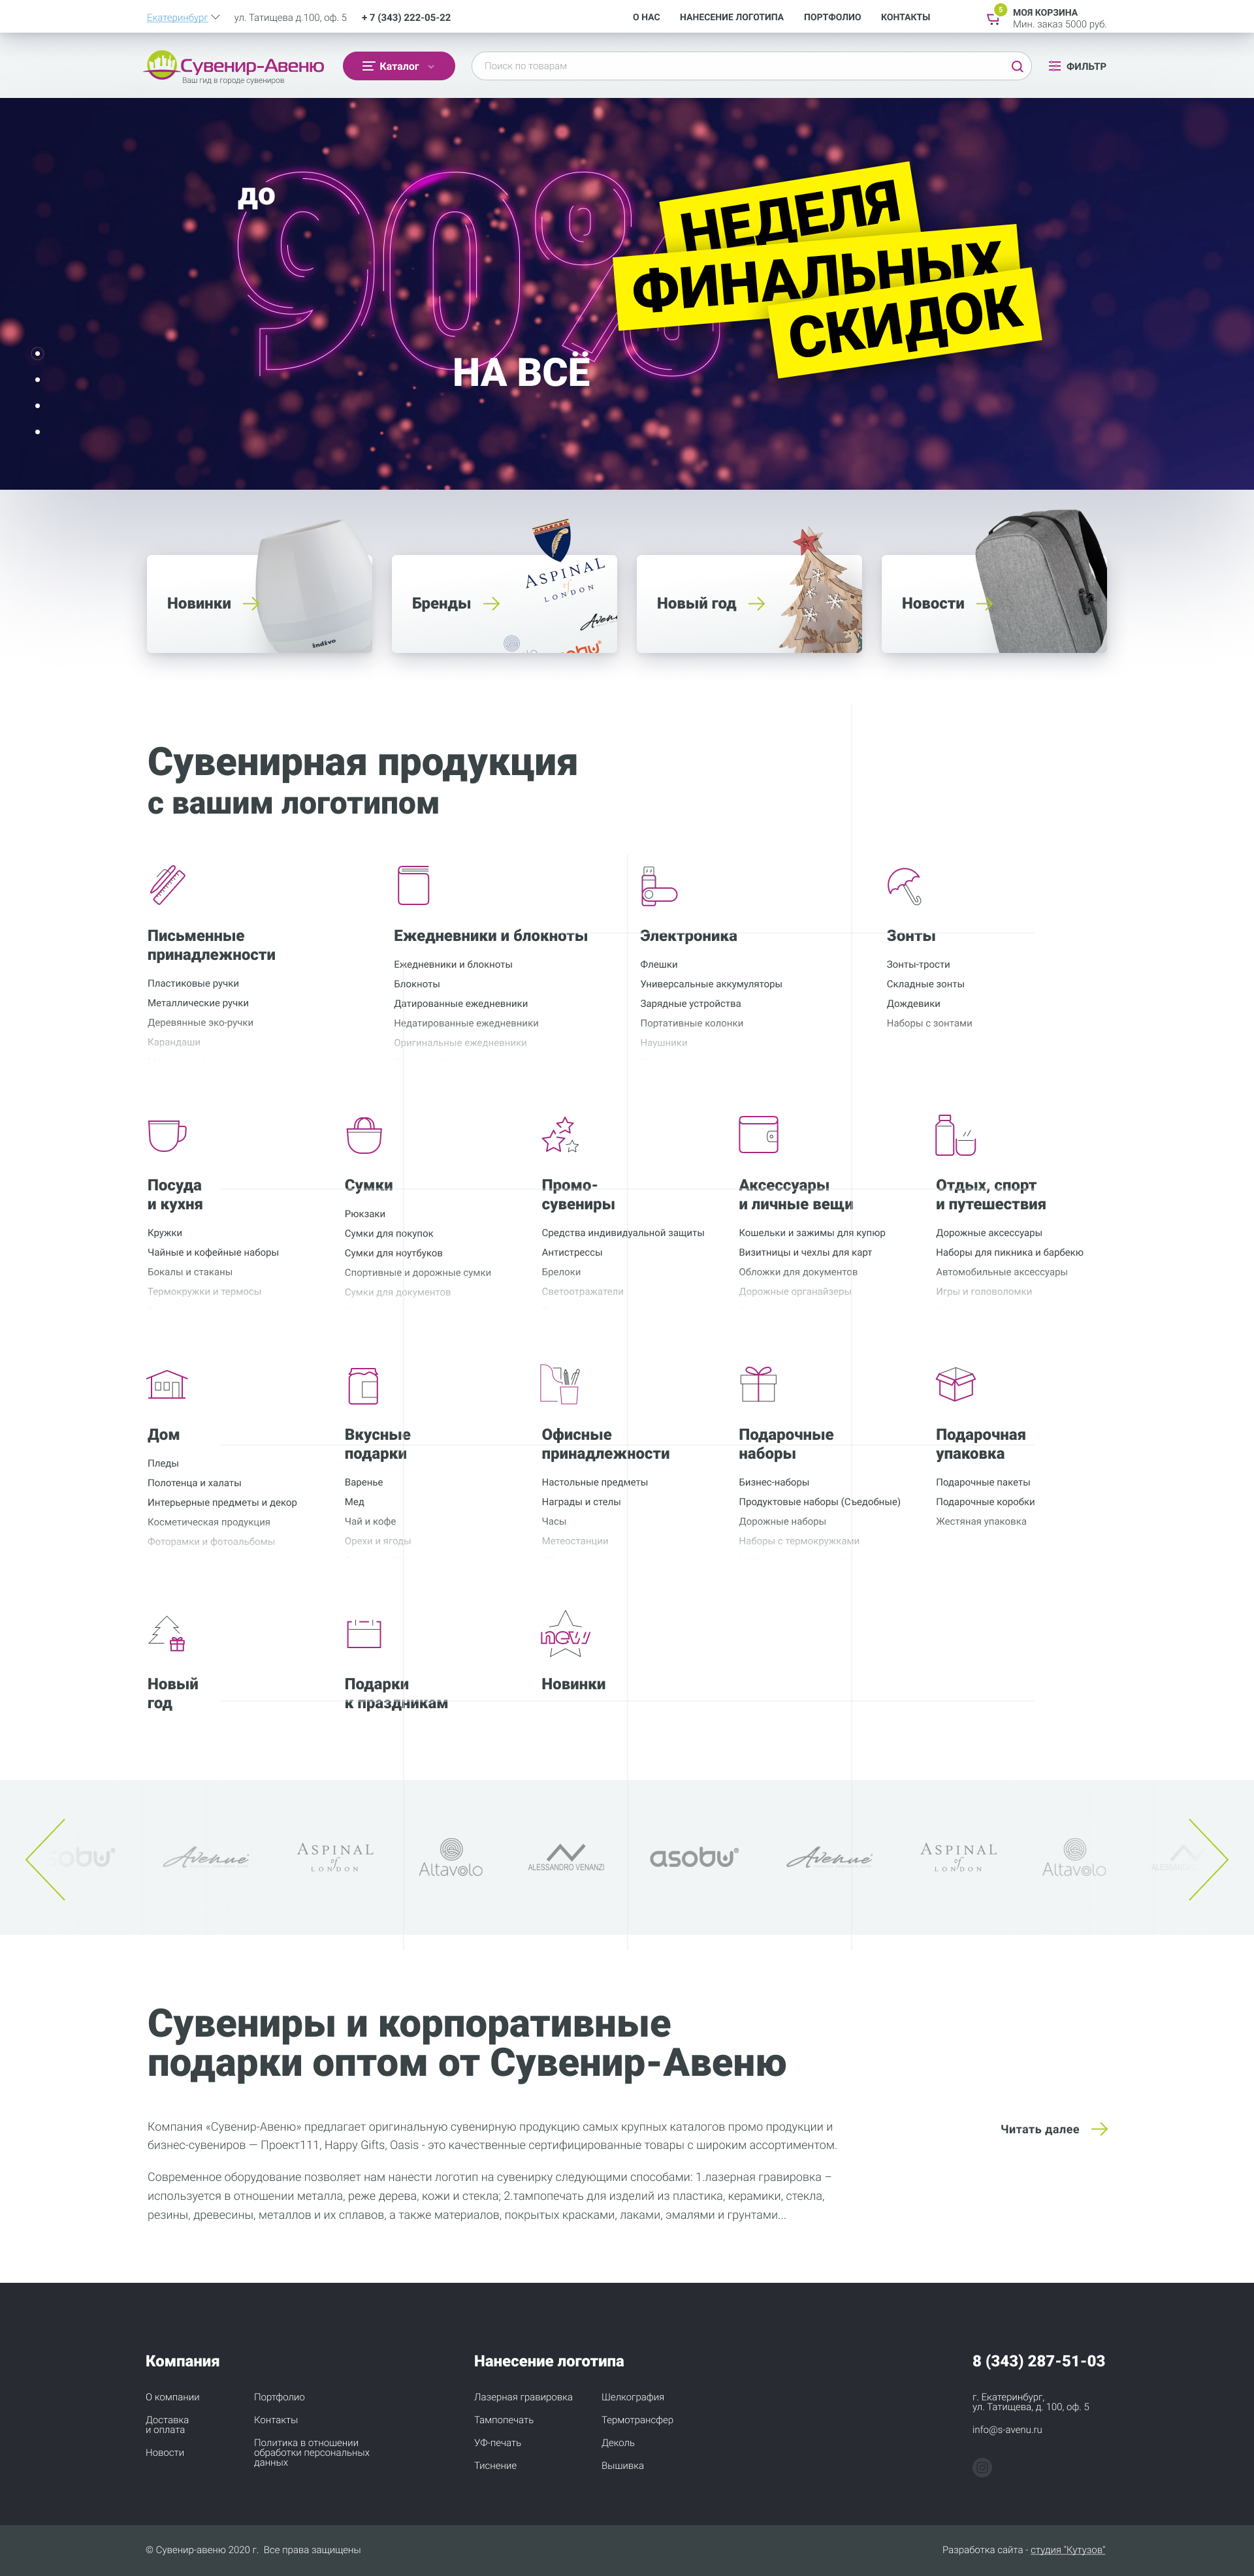 Екатеринбург
ул. Татищева д.100, оф. 5
+ 7 (343) 222-05-22
О НАС
НАНЕСЕНИЕ ЛОГОТИПА
ПОРТФОЛИО
КОНТАКТЫ
5
МОЯ КОРЗИНА
Мин. заказ 5000 руб.
Сувенир-Авеню
Ваш гид в городе сувениров
Каталог
Поиск по товарам
ФИЛЬТР
до
90%
НА ВСЁ
НЕДЕЛЯ
ФИНАЛЬНЫХ
СКИДОК
Новинки
indivo
Бренды
ASPINAL
of
LONDON
Avenue
asobu
Новый год
Новости
Сувенирная продукция
с вашим логотипом
Письменные
принадлежности
Пластиковые ручки
Металлические ручки
Деревянные эко-ручки
Карандаши
Ежедневники и блокноты
Ежедневники и блокноты
Блокноты
Датированные ежедневники
Недатированные ежедневники
Оригинальные ежедневники
Электроника
Флешки
Универсальные аккумуляторы
Зарядные устройства
Портативные колонки
Наушники
Зонты
Зонты-трости
Складные зонты
Дождевики
Наборы с зонтами
Посуда
и кухня
Кружки
Чайные и кофейные наборы
Бокалы и стаканы
Термокружки и термосы
Сумки
Рюкзаки
Сумки для покупок
Сумки для ноутбуков
Спортивные и дорожные сумки
Сумки для документов
Промо-
сувениры
Средства индивидуальной защиты
Антистрессы
Брелоки
Светоотражатели
Аксессуары
и личные вещи
Кошельки и зажимы для купюр
Визитницы и чехлы для карт
Обложки для документов
Дорожные органайзеры
Отдых, спорт
и путешествия
Дорожные аксессуары
Наборы для пикника и барбекю
Автомобильные аксессуары
Игры и головоломки
Дом
Пледы
Полотенца и халаты
Интерьерные предметы и декор
Косметическая продукция
Фоторамки и фотоальбомы
Вкусные
подарки
Варенье
Мед
Чай и кофе
Орехи и ягоды
Офисные
принадлежности
Настольные предметы
Награды и стелы
Часы
Метеостанции
Подарочные
наборы
Бизнес-наборы
Продуктовые наборы (Съедобные)
Дорожные наборы
Наборы с термокружками
Подарочная
упаковка
Подарочные пакеты
Подарочные коробки
Жестяная упаковка
Новый
год
Подарки
к праздникам
new
Новинки
asobu
Avenue
ASPINAL
of
LONDON
Altavolo
ALESSANDRO VENANZI
asobu
Avenue
ASPINAL
of
LONDON
Altavolo
Сувениры и корпоративные
подарки оптом от Сувенир-Авеню
Компания «Сувенир-Авеню» предлагает оригинальную сувенирную продукцию самых крупных каталогов промо продукции и
бизнес-сувениров — Проект111, Happy Gifts, Oasis - это качественные сертифицированные товары с широким ассортиментом.
Современное оборудование позволяет нам нанести логотип на сувенирку следующими способами: 1.лазерная гравировка –
используется в отношении металла, реже дерева, кожи и стекла; 2.тампопечать для изделий из пластика, керамики, стекла,
резины, древесины, металлов и их сплавов, а также материалов, покрытых красками, лаками, эмалями и грунтами...
Читать далее
Компания
О компании
Доставка
и оплата
Новости
Портфолио
Контакты
Политика в отношении
обработки персональных
данных
Нанесение логотипа
Лазерная гравировка
Тампопечать
УФ-печать
Тиснение
Шелкография
Термотрансфер
Деколь
Вышивка
8 (343) 287-51-03
г. Екатеринбург,
ул. Татищева, д. 100, оф. 5
info@s-avenu.ru
© Сувенир-авеню 2020 г. Все права защищены
Разработка сайта - студия "Кутузов"